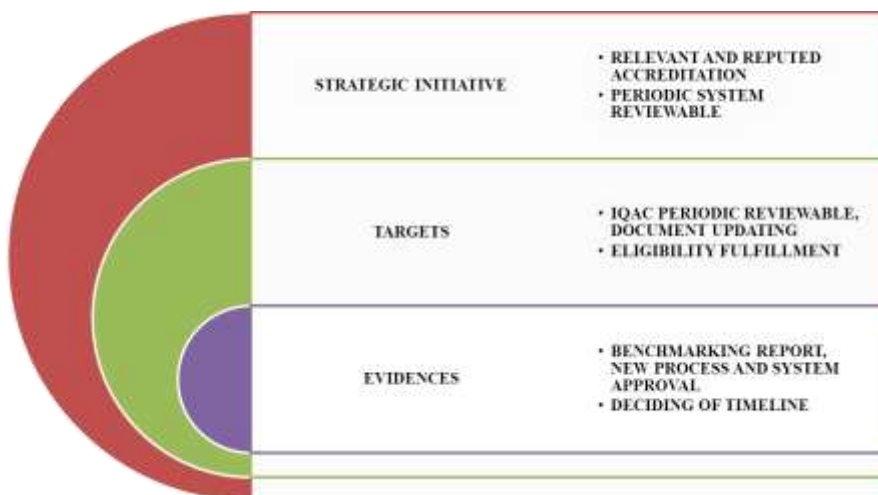 STRATEGIC INITIATIVE
• RELEVANT AND REPUTED
ACCREDITATION
• PERIODIC SYSTEM
REVIEWABLE
TARGETS
• IQAC PERIODIC REVIEWABLE,
DOCUMENT UPDATING
• ELIGIBILITY FULFILLMENT
EVIDENCES
• BENCHMARKING REPORT,
NEW PROCESS AND SYSTEM
APPROVAL
• DECIDING OF TIMELINE